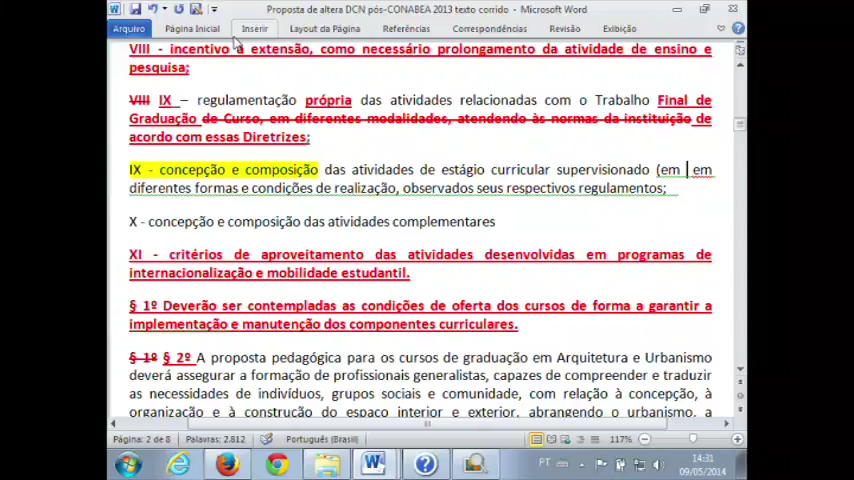 Proposta de altera DCN pós-CONABEA 2013 texto corrido - Microsoft Word
Arquivo Página Inicial Inserir Layout da Página Referências Correspondências Revisão Exibição
VIII - incentivo à extensão, como necessário prolongamento da atividade de ensino e
pesquisa;
VIII IX – regulamentação própria das atividades relacionadas com o Trabalho Final de
Graduação de Curso, em diferentes modalidades, atendendo às normas da instituição de
acordo com essas Diretrizes;
IX - concepção e composição das atividades de estágio curricular supervisionado (em em
diferentes formas e condições de realização, observados seus respectivos regulamentos;
X - concepção e composição das atividades complementares
XI - critérios de aproveitamento das atividades desenvolvidas em programas de
internacionalização e mobilidade estudantil.
§ 1º Deverão ser contempladas as condições de oferta dos cursos de forma a garantir a
implementação e manutenção dos componentes curriculares.
§ 1º § 2º A proposta pedagógica para os cursos de graduação em Arquitetura e Urbanismo
deverá assegurar a formação de profissionais generalistas, capazes de compreender e traduzir
as necessidades de indivíduos, grupos sociais e comunidade, com relação à concepção, à
organização e à construção do espaço interior e exterior, abrangendo o urbanismo, a
Página: 2 de 8 Palavras: 2.812 Português (Brasil) 117%
PT 14:31
09/05/2014